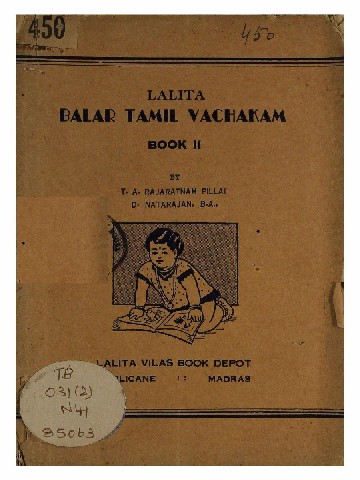 450
450
LALITA
BALAR TAMIL VACHAKAM
BOOK II
BY
T. A. RAJARATNAM PILLAI
D. NATARAJAN, B.A.,
LALITA VILAS BOOK DEPOT
PLICANE :: MADRAS
TB
031(2)
N41
85063